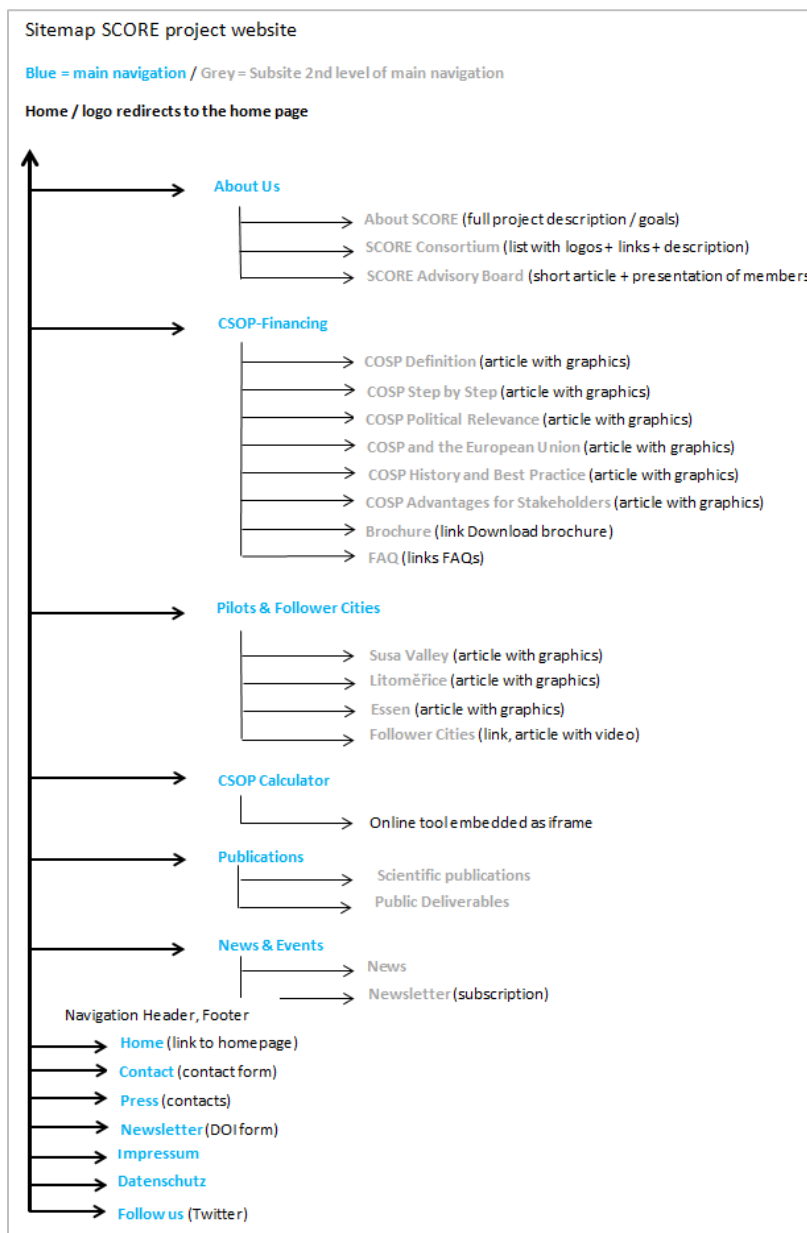 Sitemap SCORE project website
Blue = main navigation / Grey = Subsite 2nd level of main navigation
Home / logo redirects to the home page
About Us
About SCORE (full project description / goals)
SCORE Consortium (list with logos + links + description)
SCORE Advisory Board (short article + presentation of members
CSOP-Financing
COSP Definition (article with graphics)
COSP Step by Step (article with graphics)
COSP Political Relevance (article with graphics)
COSP and the European Union (article with graphics)
COSP History and Best Practice (article with graphics)
COSP Advantages for Stakeholders (article with graphics)
Brochure (link Download brochure)
FAQ (links FAQs)
Pilots & Follower Cities
Susa Valley (article with graphics)
Litoměřice (article with graphics)
Essen (article with graphics)
Follower Cities (link, article with video)
CSOP Calculator
Online tool embedded as iframe
Publications
Scientific publications
Public Deliverables
News & Events
News
Newsletter (subscription)
Navigation Header, Footer
Home (link to homepage)
Contact (contact form)
Press (contacts)
Newsletter (DOI form)
Impressum
Datenschutz
Follow us (Twitter)